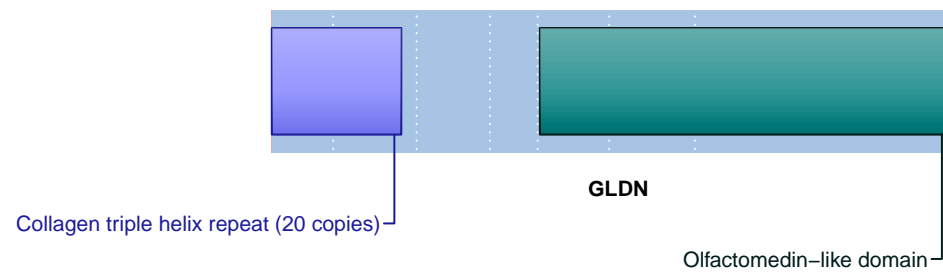 GLDN
Collagen triple helix repeat (20 copies)
Olfactomedin−like domain